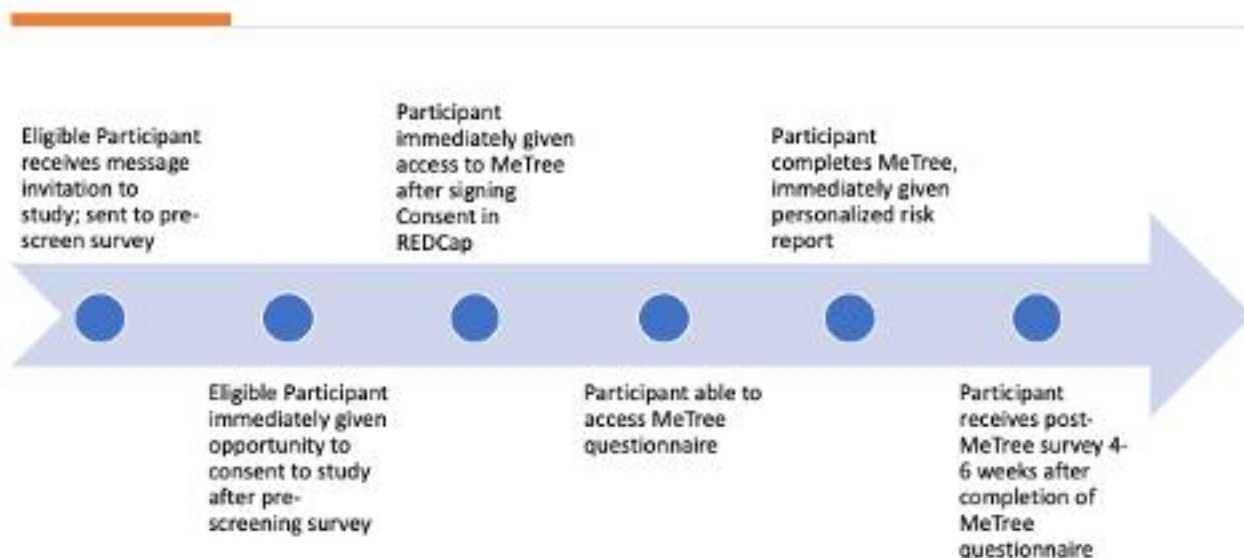 Eligible Participant
receives message
invitation to
study; sent to pre-
screen survey
Eligible Participant
immediately given
opportunity to
consent to study
after pre-
screening survey
Participant
immediately given
access to MeTree
after signing
Consent in
REDCap
Participant able to
access MeTree
questionnaire
Participant
completes MeTree,
immediately given
personalized risk
report
Participant
receives post-
MeTree survey 4-
6 weeks after
completion of
MeTree
questionnaire